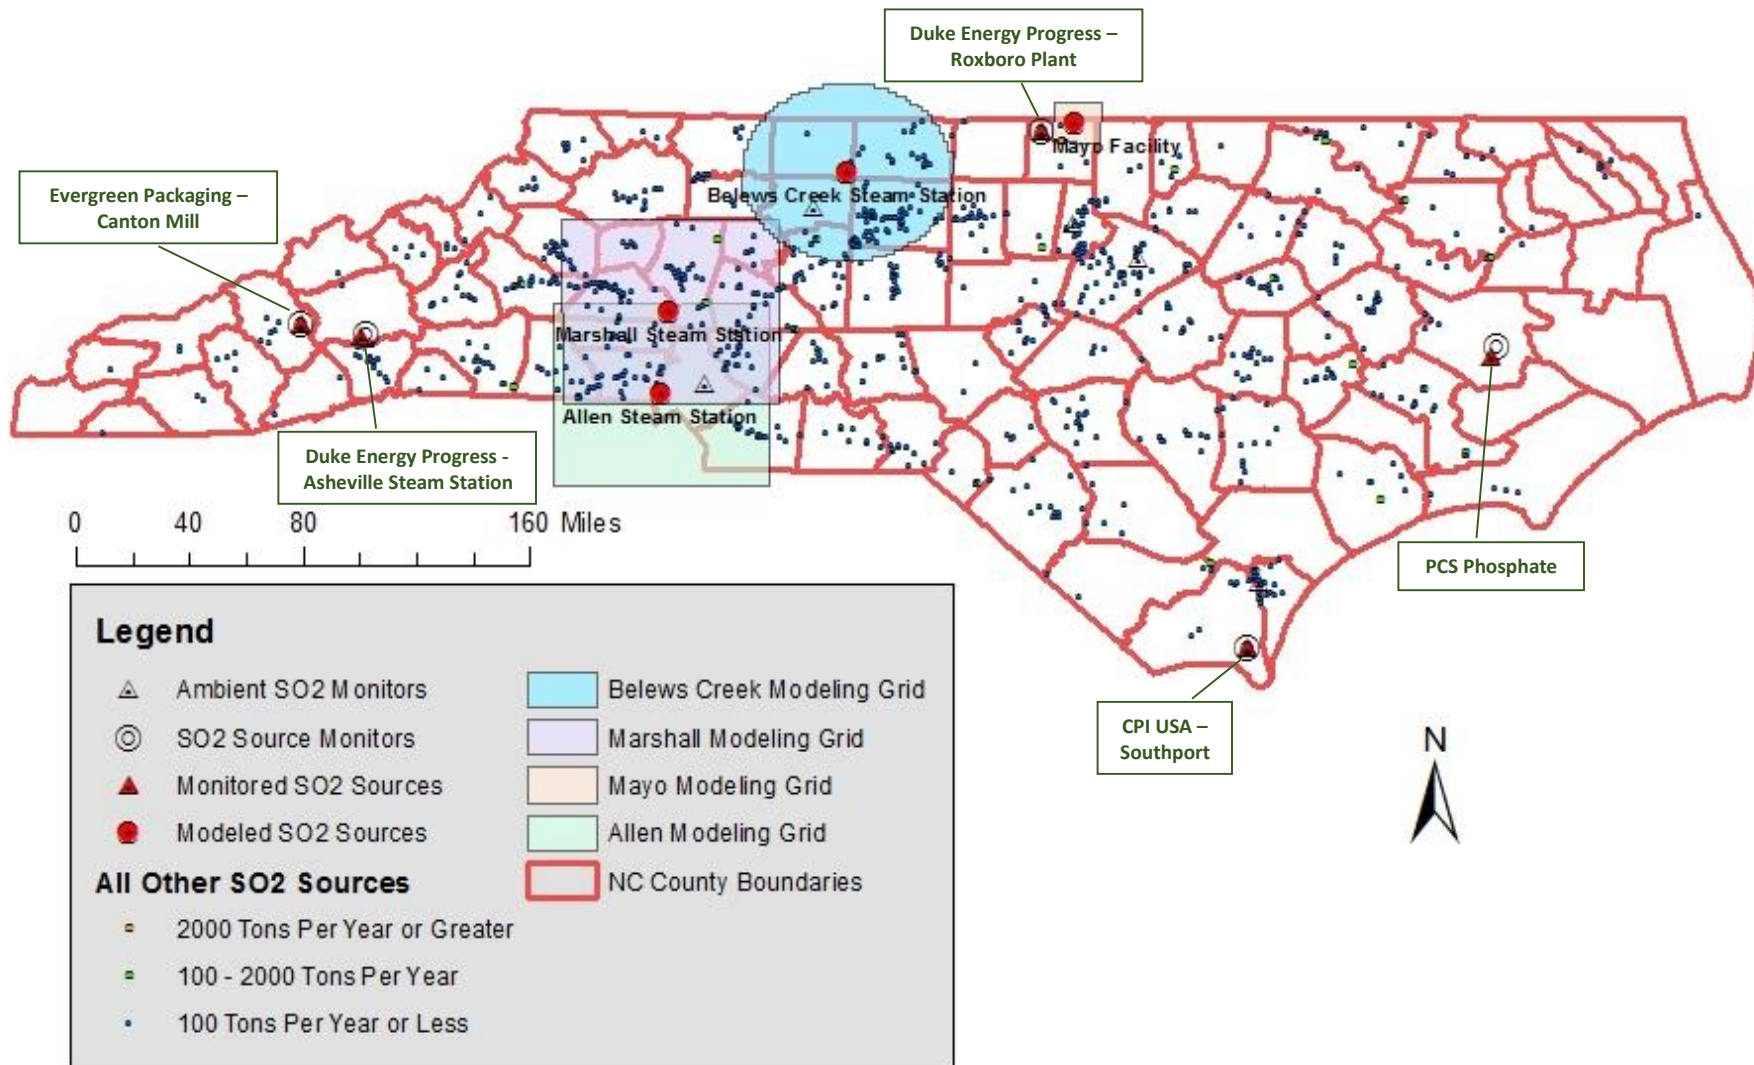 Duke Energy Progress –
Roxboro Plant
Mayo Facility
Evergreen Packaging –
Canton Mill
Belews Creek Steam Station
Marshall Steam Station
Allen Steam Station
Duke Energy Progress -
Asheville Steam Station
PCS Phosphate
CPI USA –
Southport
0 40 80 160 Miles
N
Legend
Ambient SO2 Monitors
SO2 Source Monitors
Monitored SO2 Sources
Modeled SO2 Sources
All Other SO2 Sources
2000 Tons Per Year or Greater
100 - 2000 Tons Per Year
100 Tons Per Year or Less
Belews Creek Modeling Grid
Marshall Modeling Grid
Mayo Modeling Grid
Allen Modeling Grid
NC County Boundaries